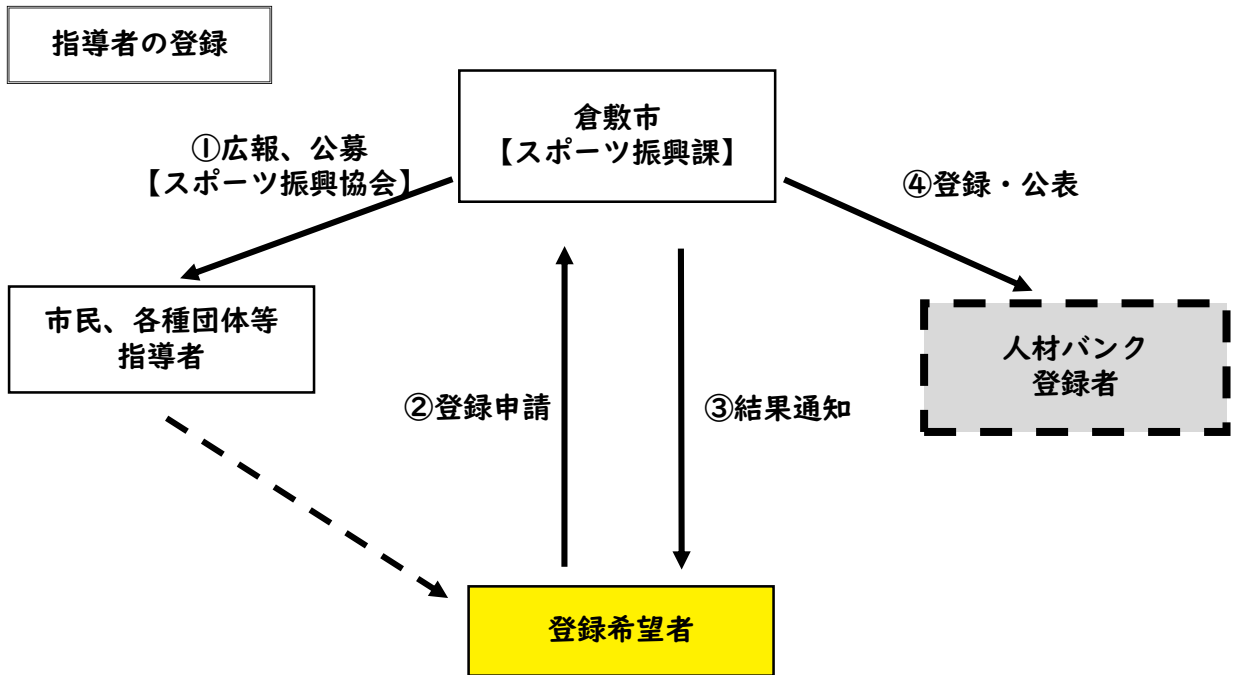 指導者の登録
倉敷市
【スポーツ振興課】
①広報、公募
【スポーツ振興協会】
④登録・公表
市民、各種団体等
指導者
人材バンク
登録者
②登録申請
③結果通知
登録希望者